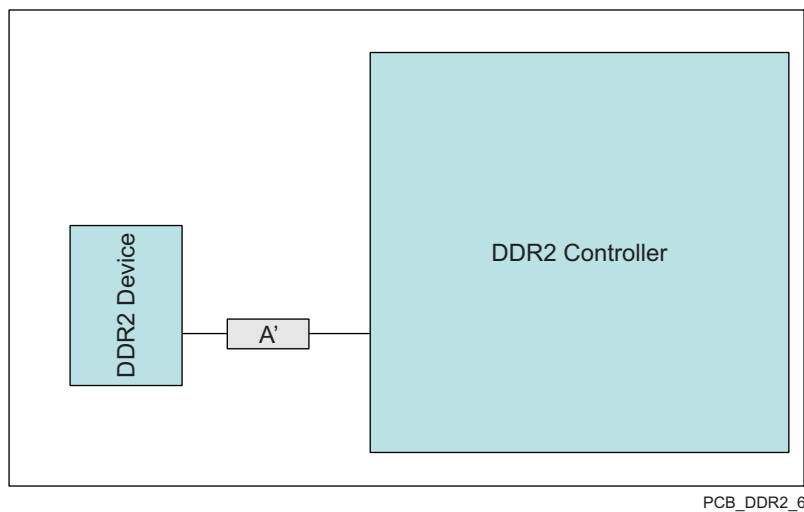 DDR2 Controller
DDR2 Device
A’
PCB_DDR2_6